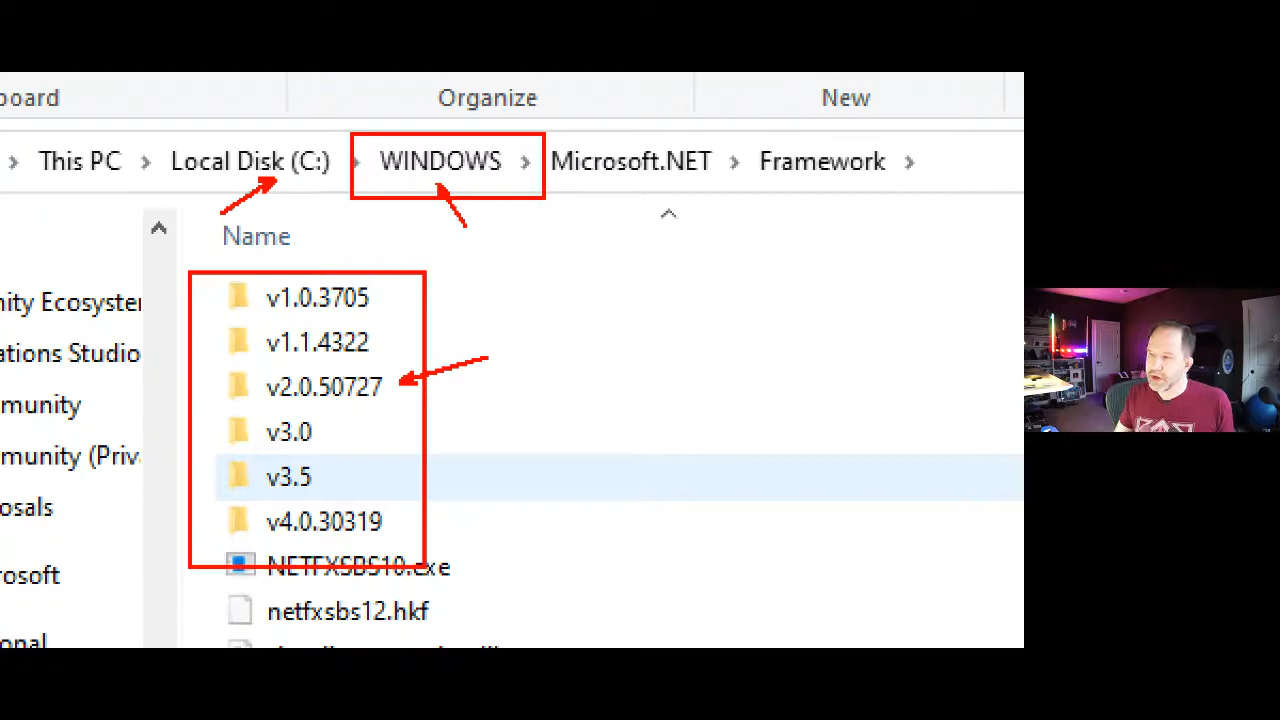 Organize
New
This PC
Local Disk (C:)
WINDOWS
Microsoft.NET
Framework
Name
v1.0.3705
v1.1.4322
v2.0.50727
v3.0
v3.5
v4.0.30319
NETFXSBS10.exe
netfxsbs12.hkf
oard
nity Ecosyster
ations Studio
munity
munity (Priv
osals
rosoft
onal